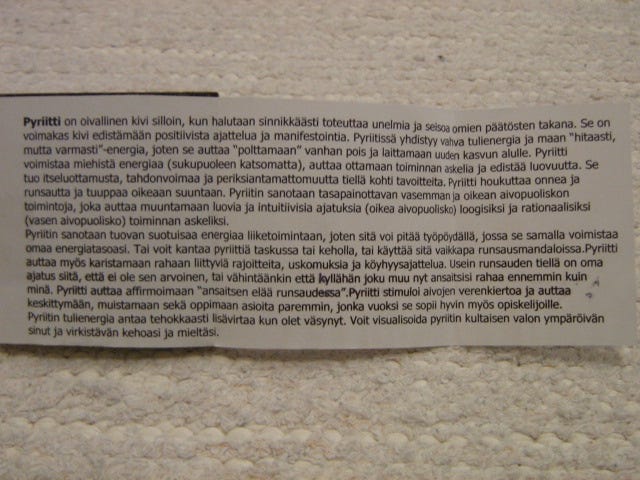 Pyriitti on oivallinen kivi silloin, kun halutaan sinnikkäästi toteuttaa unelmia ja seisoa omien päätösten takana. Se on
voimakas kivi edistämään positiivista ajattelua ja manifestointia. Pyriitissä yhdistyy vahva tulienergia ja maan "hitaasti,
mutta varmasti"-energia, joten se auttaa "polttamaan" vanhan pois ja laittamaan uuden kasvun alulle. Pyriitti
voimistaa miehistä energiaa (sukupuoleen katsomatta), auttaa ottamaan toiminnan askelia ja edistää luovuutta. Se
tuo itseluottamusta, tahdonvoimaa ja periksiantamattomuutta tiellä kohti tavoitteita. Pyriitti houkuttaa onnea ja
runsautta ja tuuppaa oikeaan suuntaan. Pyriitin sanotaan tasapainottavan vasemman ja oikean aivopuoliskon
toimintoja, joka auttaa muuntamaan luovia ja intuitiivisia ajatuksia (oikea aivopuolisko) loogisiksi ja rationaalisiksi
(vasen aivopuolisko) toiminnan askeliksi.
Pyriitin sanotaan tuovan suotuisaa energiaa liiketoimintaan, joten sitä voi pitää työpöydällä, jossa se samalla voimistaa
omaa energiatasoasi. Tai voit kantaa pyriittiä taskussa tai keholla, tai käyttää sitä vaikkapa runsausmandaloissa.Pyriitti
auttaa myös karistamaan rahaan liittyviä rajoitteita, uskomuksia ja köyhyysajattelua. Usein runsauden tiellä on oma
ajatus siitä, että ei ole sen arvoinen, tai vähintäänkin että kyllähän joku muu nyt ansaitsisi rahaa ennemmin kuin
minä. Pyriitti auttaa affirmoimaan "ansaitsen elää runsaudessa".Pyriitti stimuloi aivojen verenkiertoa ja auttaa
keskittymään, muistamaan sekä oppimaan asioita paremmin, jonka vuoksi se sopii hyvin myös opiskelijoille.
Pyriitin tulienergia antaa tehokkaasti lisävirtaa kun olet väsynyt. Voit visualisoida pyriitin kultaisen valon ympäröivän
sinut ja virkistävän kehoasi ja mieltäsi.